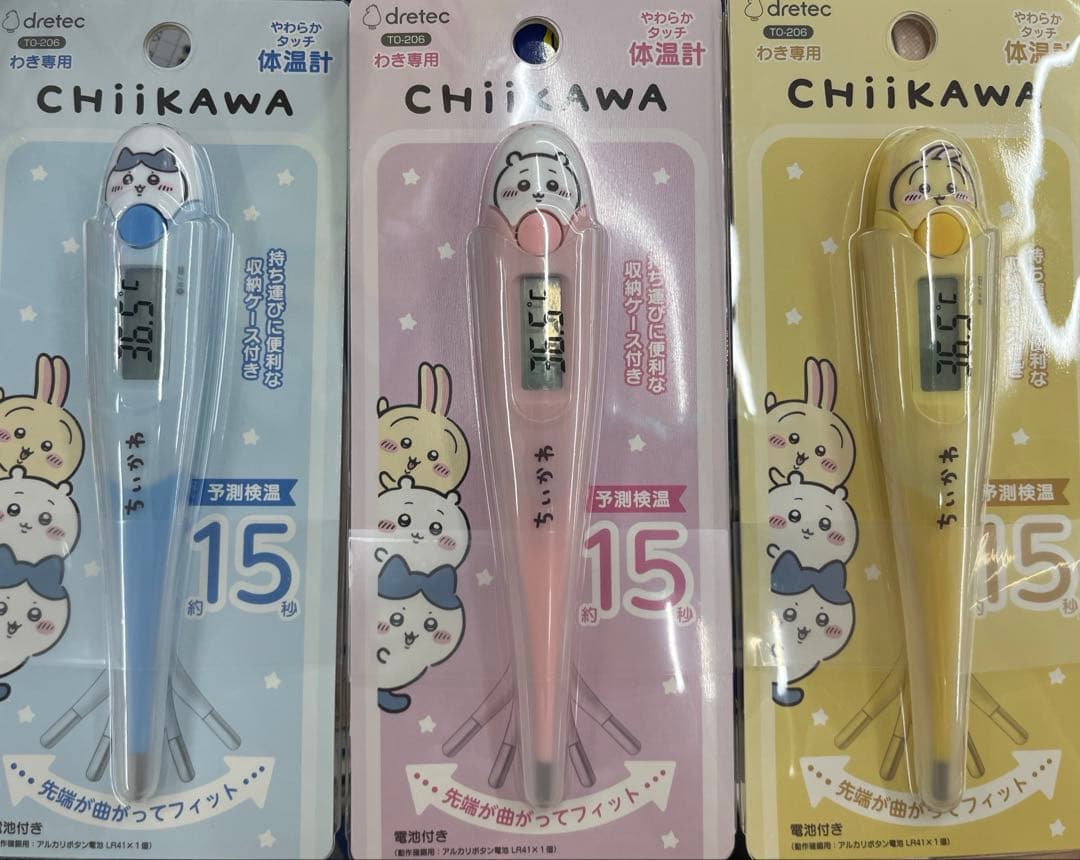 dretec
TO-206
わき専用
やわらか
タッチ
体温計
CHiiKAWA
36.5℃
持ち運びに便利な
収納ケース付き
ちいかわ
予測検温
約15秒
先端が曲がってフィット
電池付き
(動作確認用:アルカリボタン電池 LR41×1個)
dretec
TO-206
わき専用
やわらか
タッチ
体温計
CHiiKAWA
36.5℃
持ち運びに便利な
収納ケース付き
ちいかわ
予測検温
約15秒
先端が曲がってフィット
電池付き
(動作確認用:アルカリボタン電池 LR41×1個)
dretec
TO-206
わき専用
やわらか
タッチ
体温計
CHiiKAWA
36.5℃
ちいかわ
予測検温
約15秒
先端が曲がってフィット
電池付き
(動作確認用:アルカリボタン電池 LR41×1個)